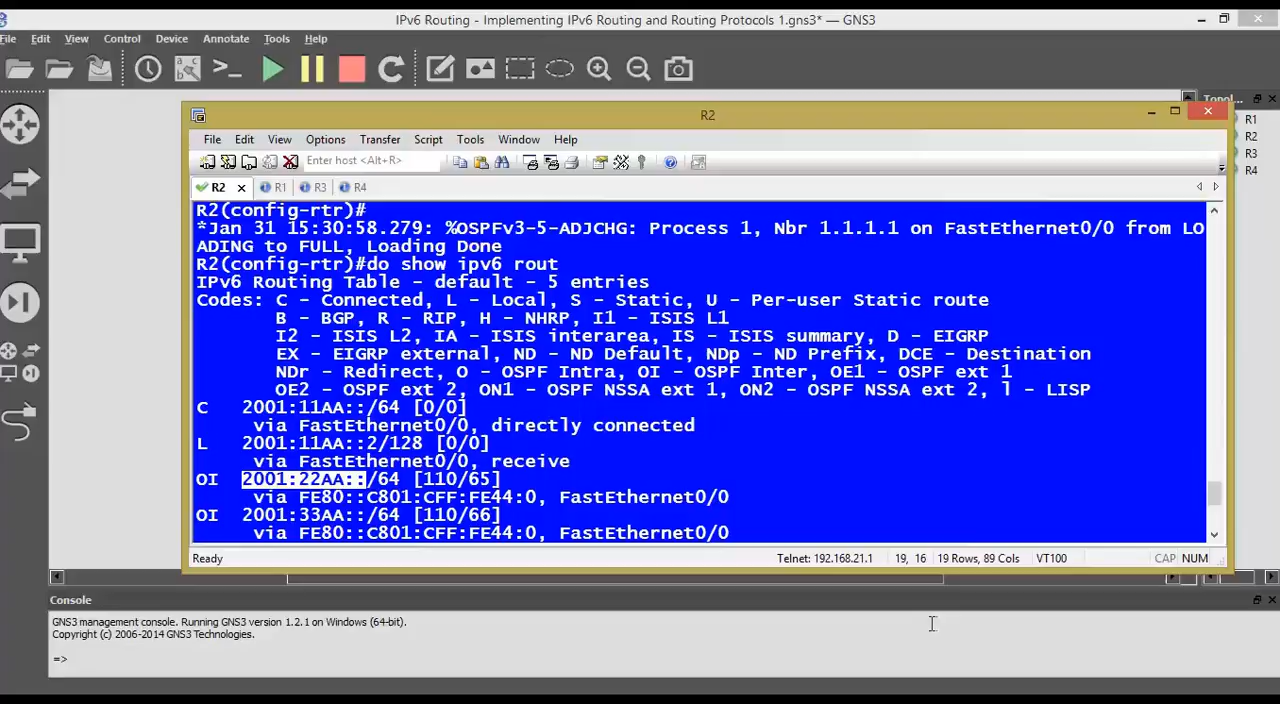 IPv6 Routing - Implementing IPv6 Routing and Routing Protocols 1.gns3* — GNS3
File Edit View Control Device Annotate Tools Help
Topol...
R1
R2
R3
R4
R2
File Edit View Options Transfer Script Tools Window Help
Enter host <Alt+R>
R2 R1 R3 R4
R2(config-rtr)#
*Jan 31 15:30:58.279: %OSPFv3-5-ADJCHG: Process 1, Nbr 1.1.1.1 on FastEthernet0/0 from LO
ADING to FULL, Loading Done
R2(config-rtr)#do show ipv6 rout
IPv6 Routing Table - default - 5 entries
Codes: C - Connected, L - Local, S - Static, U - Per-user Static route
B - BGP, R - RIP, H - NHRP, I1 - ISIS L1
I2 - ISIS L2, IA - ISIS interarea, IS - ISIS summary, D - EIGRP
EX - EIGRP external, ND - ND Default, NDp - ND Prefix, DCE - Destination
NDr - Redirect, O - OSPF Intra, OI - OSPF Inter, OE1 - OSPF ext 1
OE2 - OSPF ext 2, ON1 - OSPF NSSA ext 1, ON2 - OSPF NSSA ext 2, l - LISP
C 2001:11AA::/64 [0/0]
via FastEthernet0/0, directly connected
L 2001:11AA::2/128 [0/0]
via FastEthernet0/0, receive
OI 2001:22AA::/64 [110/65]
via FE80::C801:CFF:FE44:0, FastEthernet0/0
OI 2001:33AA::/64 [110/66]
via FE80::C801:CFF:FE44:0, FastEthernet0/0
Ready Telnet: 192.168.21.1 19, 16 19 Rows, 89 Cols VT100 CAP NUM
Console
GNS3 management console. Running GNS3 version 1.2.1 on Windows (64-bit).
Copyright (c) 2006-2014 GNS3 Technologies.
=>